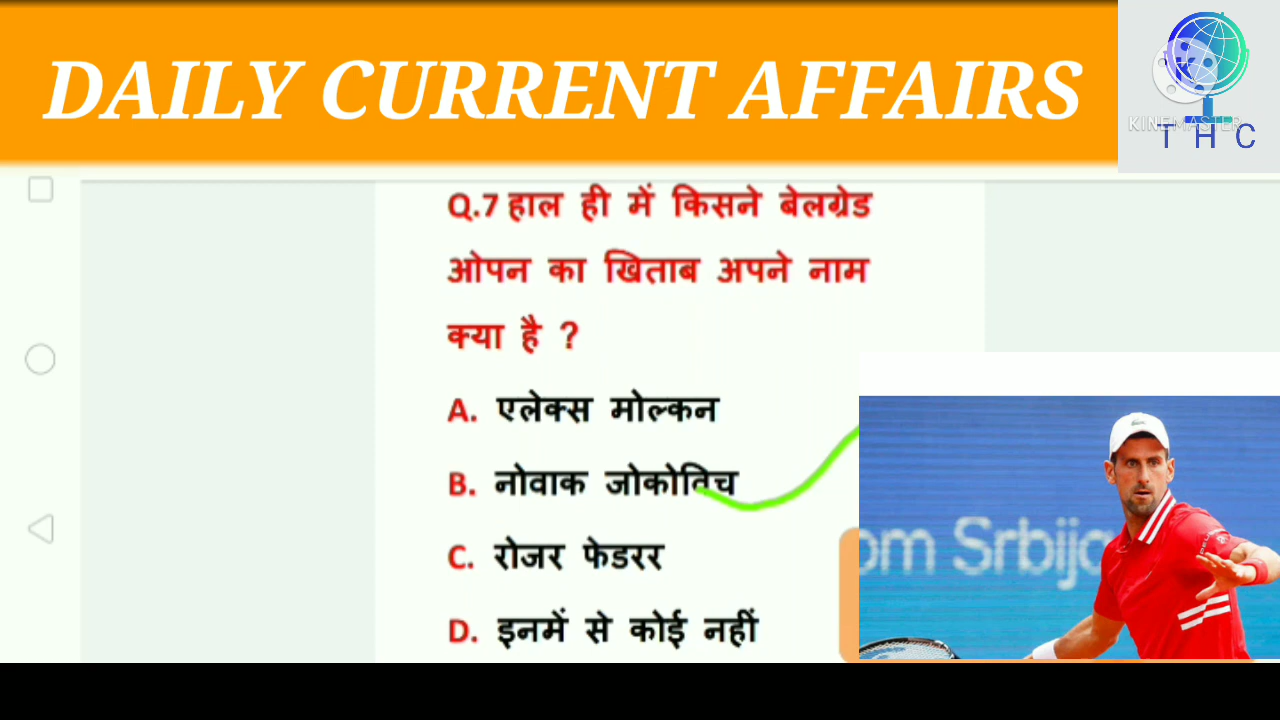 DAILY CURRENT AFFAIRS
KINEMASTER
T H C
Q.7 हाल ही में किसने बेलग्रेड
ओपन का खिताब अपने नाम
क्या है ?
A. एलेक्स मोल्कन
B. नोवाक जोकोविच
C. रोजर फेडरर
D. इनमें से कोई नहीं
om Srbija